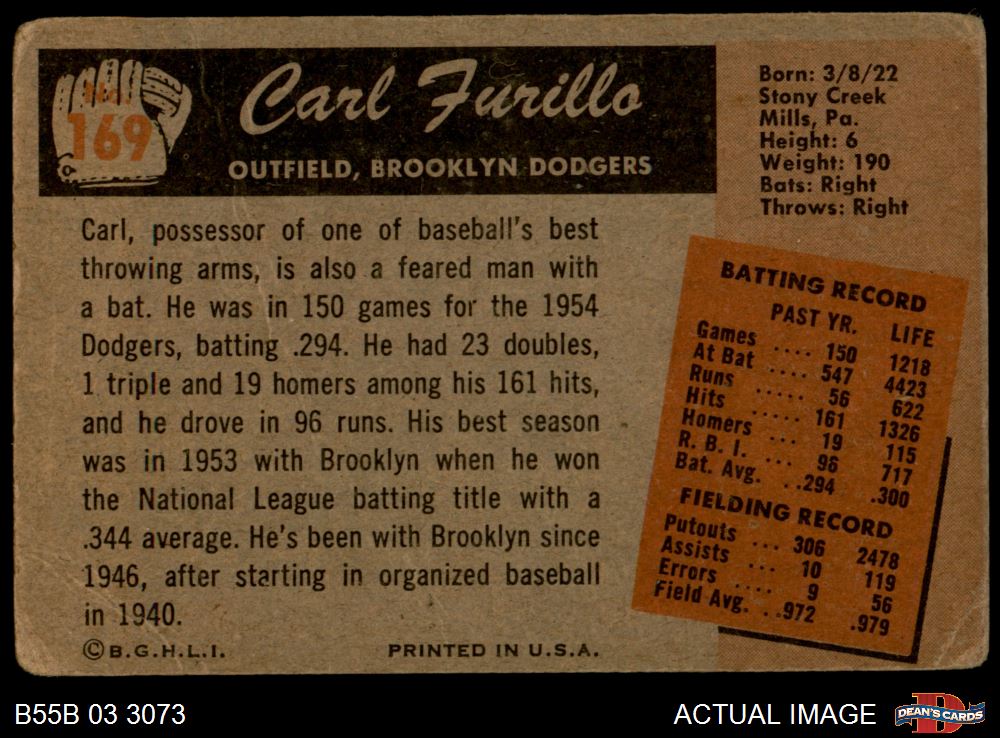 No.
169
Carl Furillo
OUTFIELD, BROOKLYN DODGERS
Born: 3/8/22
Stony Creek
Mills, Pa.
Height: 6
Weight: 190
Bats: Right
Throws: Right
Carl, possessor of one of baseball's best
throwing arms, is also a feared man with
a bat. He was in 150 games for the 1954
Dodgers, batting .294. He had 23 doubles,
1 triple and 19 homers among his 161 hits,
and he drove in 96 runs. His best season
was in 1953 with Brooklyn when he won
the National League batting title with a
.344 average. He's been with Brooklyn since
1946, after starting in organized baseball
in 1940.
BATTING RECORD
PAST YR. LIFE
Games .... 150 1218
At Bat .... 547 4423
Runs ..... 56 622
Hits ..... 161 1326
Homers ... 19 115
R. B. I. ... 96 717
Bat. Avg. ..294 .300
FIELDING RECORD
Putouts ... 306 2478
Assists ... 10 119
Errors .... 9 56
Field Avg. . .972 .979
©B.G.H.L.I. PRINTED IN U.S.A.
B55B 03 3073 ACTUAL IMAGE
D
DEAN'S CARDS